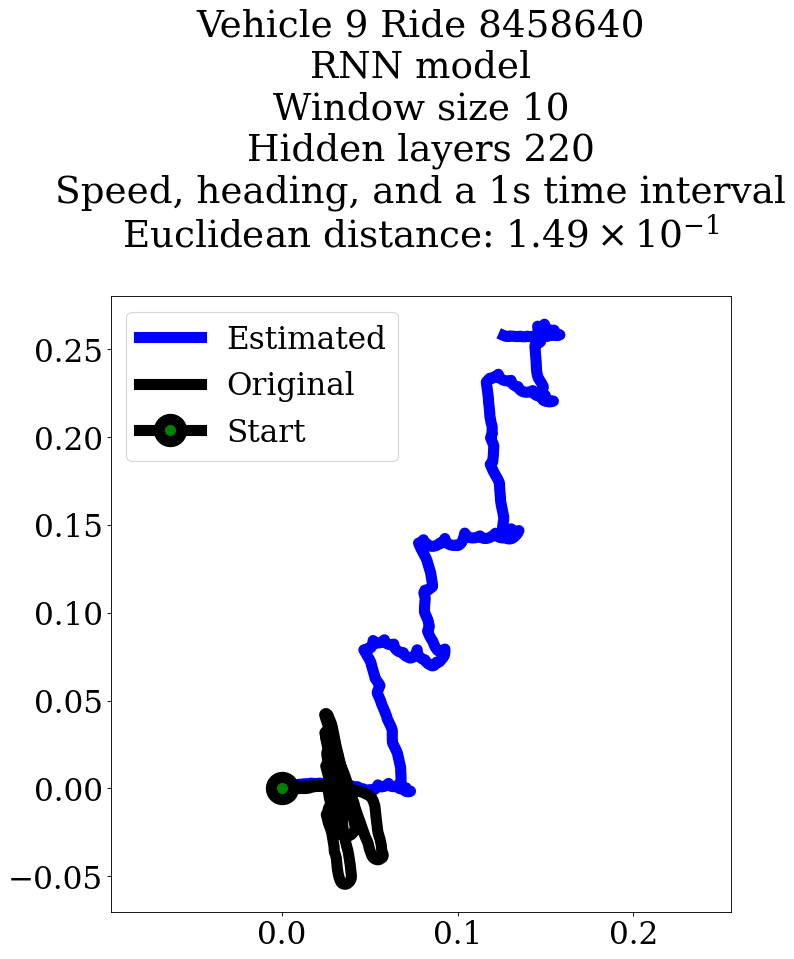 Vehicle 9 Ride 8458640
RNN model
Window size 10
Hidden layers 220
Speed, heading, and a 1s time interval
Euclidean distance: 1.49 × 10⁻¹
Estimated
Original
Start
0.25
0.20
0.15
0.10
0.05
0.00
−0.05
0.0 0.1 0.2